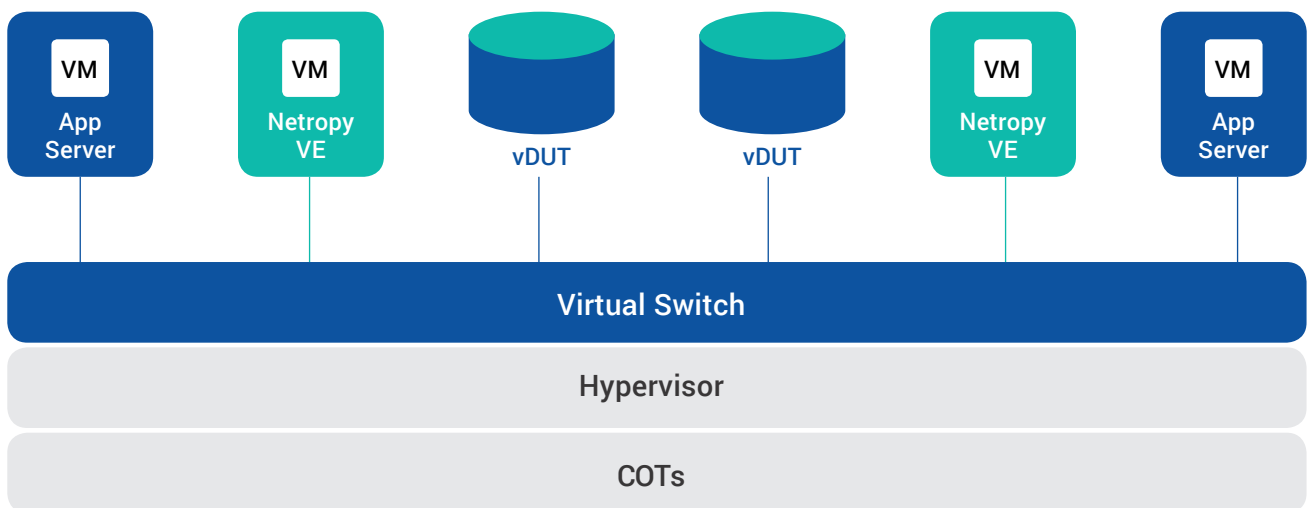 VM
App
Server
VM
Netropy
VE
vDUT
vDUT
VM
Netropy
VE
VM
App
Server
Virtual Switch
Hypervisor
COTs